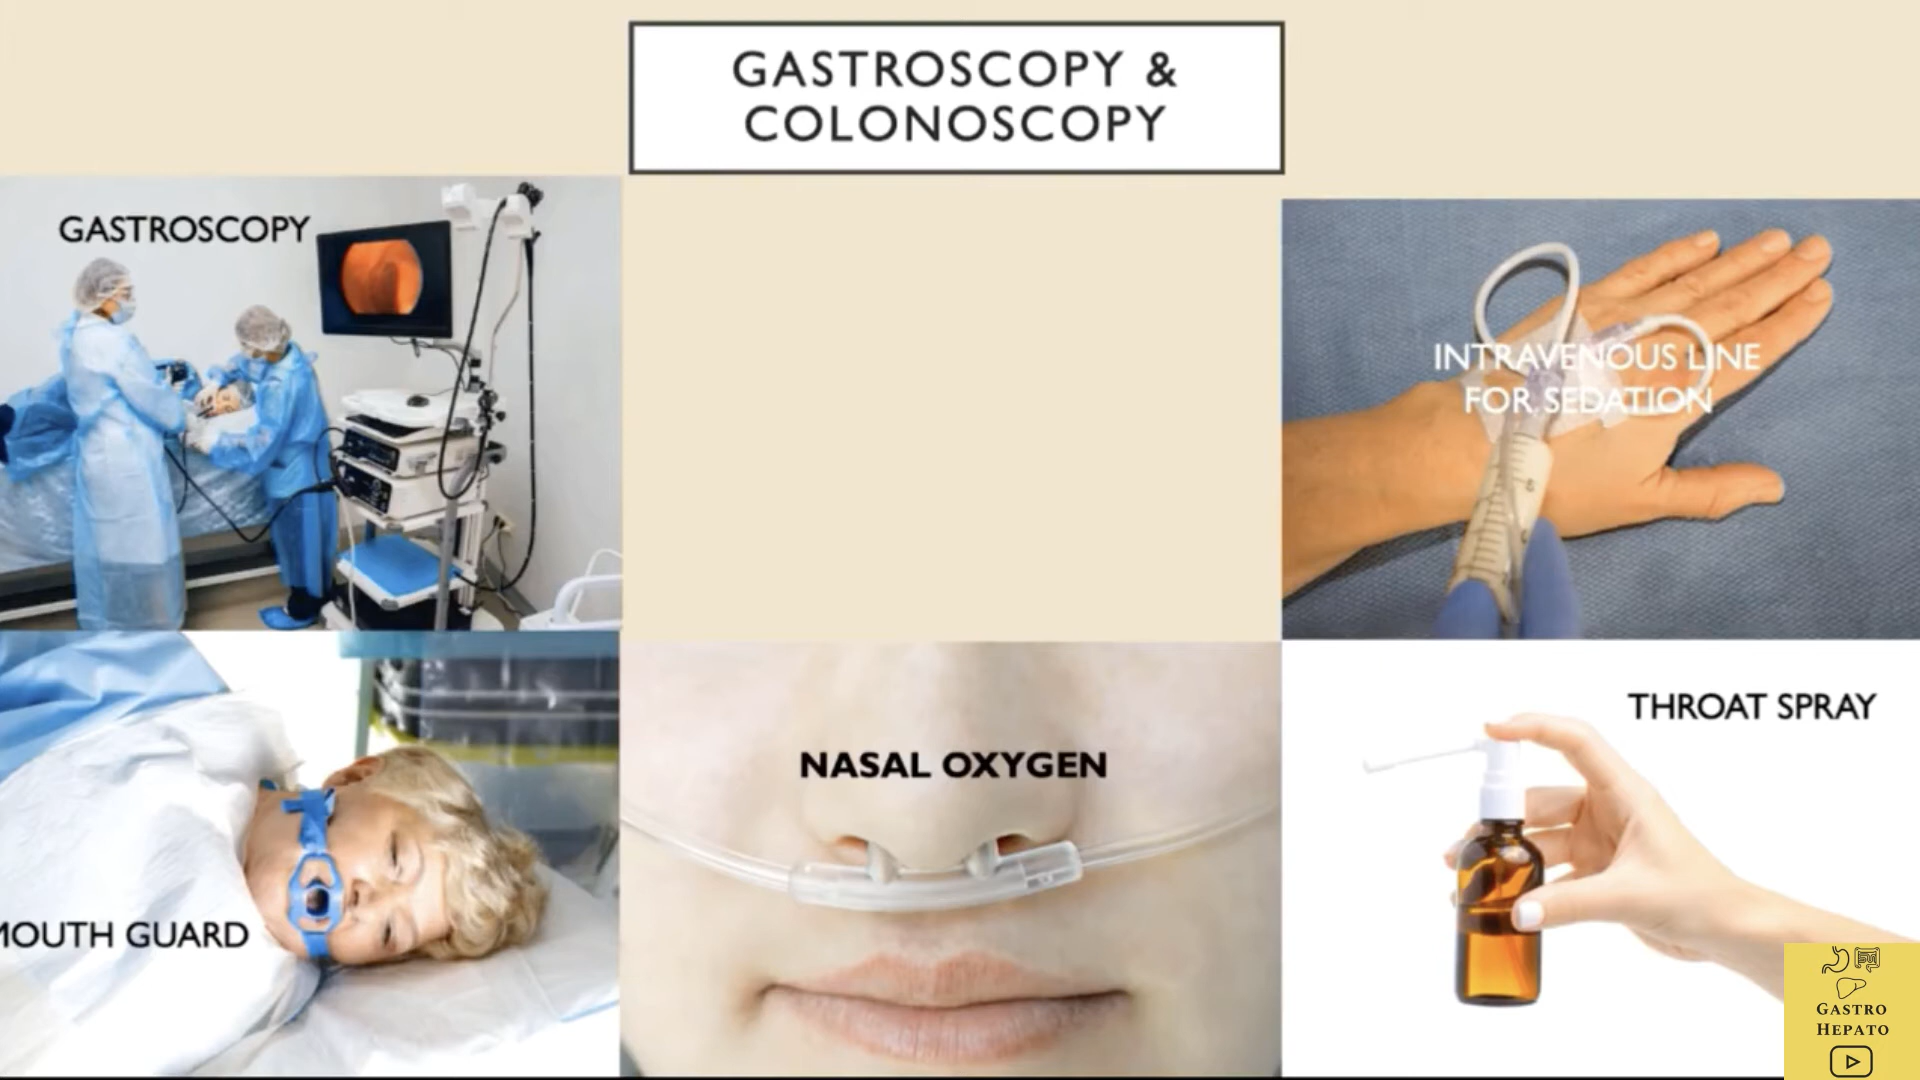 GASTROSCOPY &
COLONOSCOPY
GASTROSCOPY
INTRAVENOUS LINE
FOR SEDATION
MOUTH GUARD
NASAL OXYGEN
THROAT SPRAY
GASTRO
HEPATO